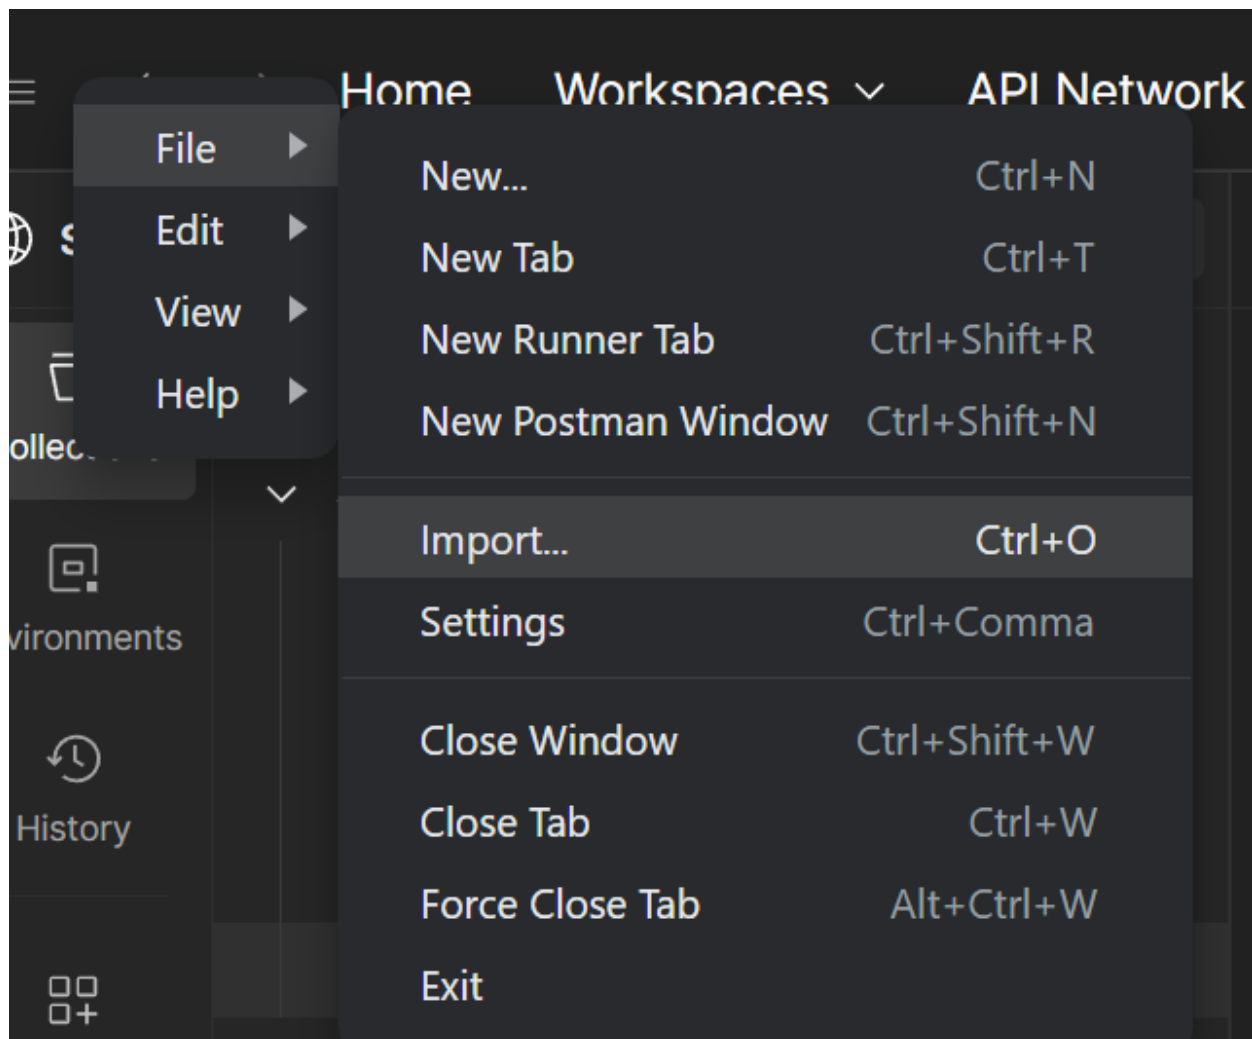 Home Workspaces API Network
File
Edit
View
Help
New... Ctrl+N
New Tab Ctrl+T
New Runner Tab Ctrl+Shift+R
New Postman Window Ctrl+Shift+N
Import... Ctrl+O
Settings Ctrl+Comma
Close Window Ctrl+Shift+W
Close Tab Ctrl+W
Force Close Tab Alt+Ctrl+W
Exit
S
ollec
vironments
History